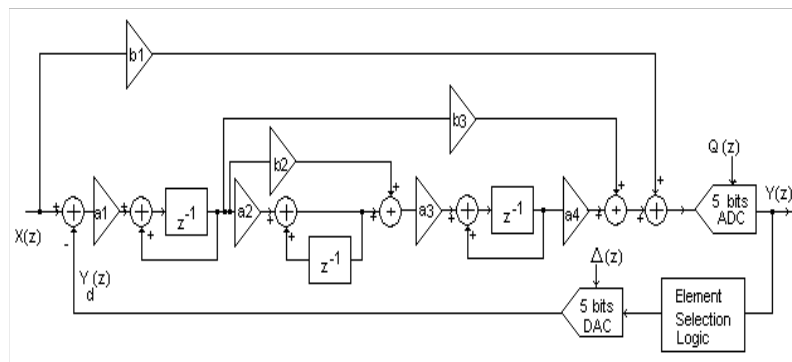 b1
b3
Q(z)
b2
Y(z)
+
+
+
+
a1
+
+
z-1
a2
+
+
+
+
a3
+
+
z-1
a4
+
+
+
+
5 bits
ADC
X(z)
-
+
+
z-1
+
Y (z)
d
Δ(z)
5 bits
DAC
Element
Selection
Logic